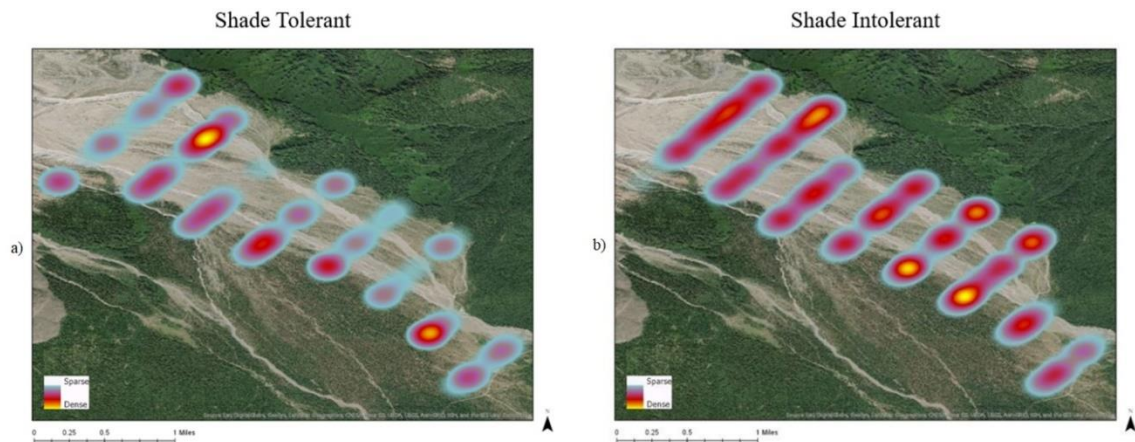 Shade Tolerant
Shade Intolerant
a)
b)
Sparse
Dense
Sparse
Dense
0 0.25 0.5 1 Miles
0 0.25 0.5 1 Miles